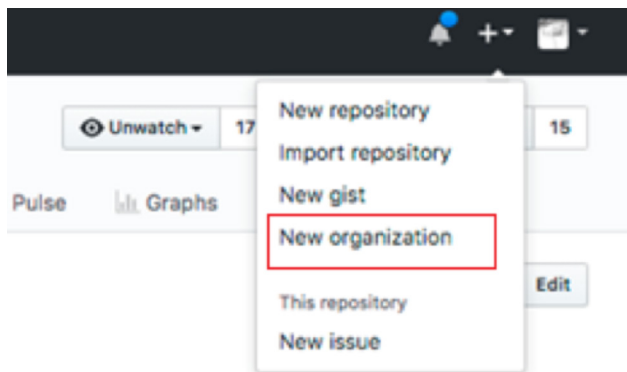 New repository
Unwatch 17 15
Import repository
Pulse Graphs New gist
New organization
Edit
This repository
New issue